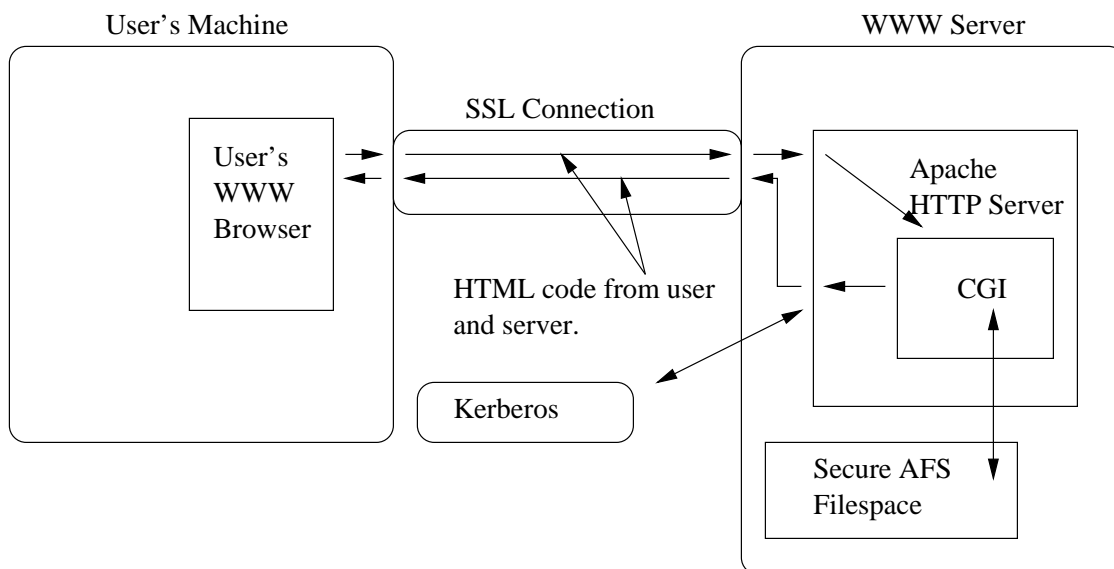 User's Machine
WWW Server
SSL Connection
User's
WWW
Browser
Apache
HTTP Server
HTML code from user
and server.
CGI
Kerberos
Secure AFS
Filespace